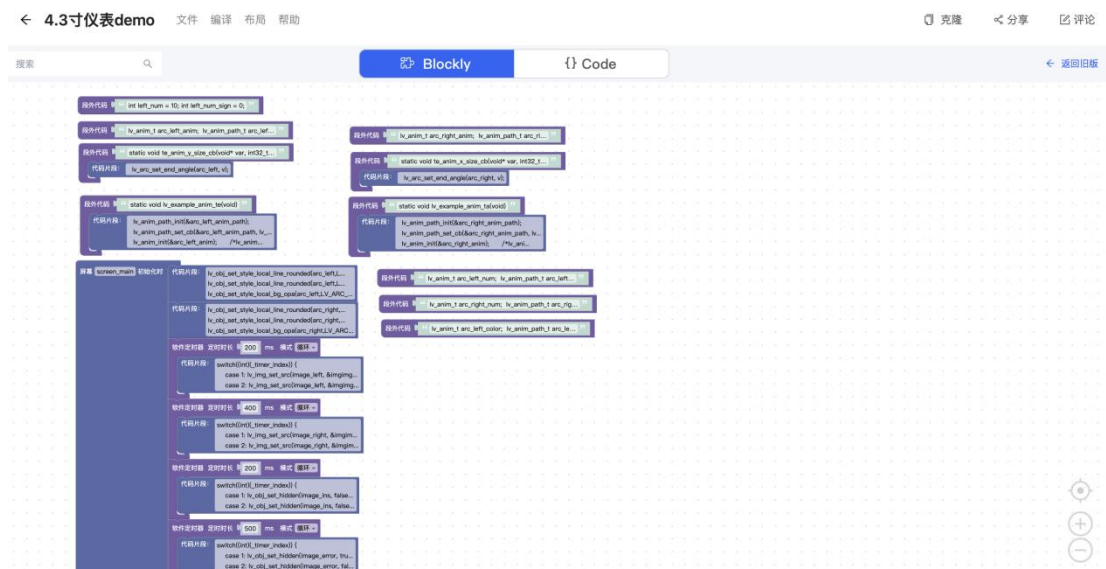 ← 4.3寸仪表demo 文件 编译 布局 帮助 克隆 分享 评论
搜索 Blockly {} Code ← 返回旧版
段外代码 “ int left_num = 10; int left_num_sign = 0; ”
段外代码 “ lv_anim_t arc_left_anim; lv_anim_path_t arc_lef... ”
段外代码 “ static void te_anim_y_size_cb(void* var, int32_t... ”
代码片段: lv_arc_set_end_angle(arc_left, v);
段外代码 “ static void lv_example_anim_te(void) ”
代码片段: lv_anim_path_init(&arc_left_anim_path);
lv_anim_path_set_cb(&arc_left_anim_path, lv_...
lv_anim_init(&arc_left_anim); /*lv_anim...
段外代码 “ lv_anim_t arc_right_anim; lv_anim_path_t arc_ri... ”
段外代码 “ static void te_anim_x_size_cb(void* var, int32_t... ”
代码片段: lv_arc_set_end_angle(arc_right, v);
段外代码 “ static void lv_example_anim_ta(void) ”
代码片段: lv_anim_path_init(&arc_right_anim_path);
lv_anim_path_set_cb(&arc_right_anim_path, lv...
lv_anim_init(&arc_right_anim); /*lv_ani...
屏幕 screen_main 初始化时 代码片段: lv_obj_set_style_local_line_rounded(arc_left,L...
lv_obj_set_style_local_line_rounded(arc_left,L...
lv_obj_set_style_local_bg_opa(arc_left,LV_ARC_...
代码片段: lv_obj_set_style_local_line_rounded(arc_right,...
lv_obj_set_style_local_line_rounded(arc_right,...
lv_obj_set_style_local_bg_opa(arc_right,LV_ARC...
软件定时器 定时时长 200 ms 模式 循环
代码片段: switch((int)(_timer_index)) {
case 1: lv_img_set_src(image_left, &imgimg...
case 2: lv_img_set_src(image_left, &imgimg...
软件定时器 定时时长 400 ms 模式 循环
代码片段: switch((int)(_timer_index)) {
case 1: lv_img_set_src(image_right, &imgim...
case 2: lv_img_set_src(image_right, &imgim...
软件定时器 定时时长 200 ms 模式 循环
代码片段: switch((int)(_timer_index)) {
case 1: lv_obj_set_hidden(image_ins, false...
case 2: lv_obj_set_hidden(image_ins, false...
软件定时器 定时时长 500 ms 模式 循环
代码片段: switch((int)(_timer_index)) {
case 1: lv_obj_set_hidden(image_error, tru...
case 2: lv_obj_set_hidden(image_error, fal...
段外代码 “ lv_anim_t arc_left_num; lv_anim_path_t arc_left... ”
段外代码 “ lv_anim_t arc_right_num; lv_anim_path_t arc_rig... ”
段外代码 “ lv_anim_t arc_left_color; lv_anim_path_t arc_le... ”